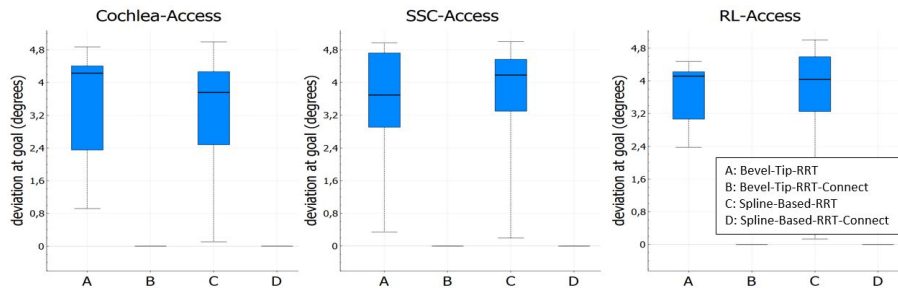 Cochlea-Access
SSC-Access
RL-Access
deviation at goal (degrees)
4,8
4
3,2
2,4
1,6
0,8
0
A B C D
deviation at goal (degrees)
4,8
4
3,2
2,4
1,6
0,8
0
A B C D
deviation at goal (degrees)
4,8
4
3,2
2,4
1,6
0,8
0
A B C D
A: Bevel-Tip-RRT
B: Bevel-Tip-RRT-Connect
C: Spline-Based-RRT
D: Spline-Based-RRT-Connect